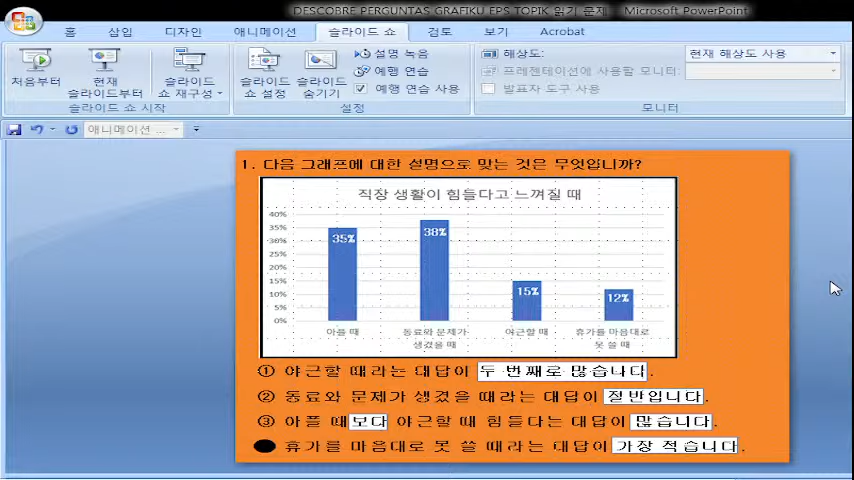 DESCOBRE PERGUNTAS GRAFIKU EPS TOPIK 읽기 문제 - Microsoft PowerPoint
홈 삽입 디자인 애니메이션 슬라이드 쇼 검토 보기 Acrobat
처음부터
현재
슬라이드부터
슬라이드
쇼 재구성
슬라이드 쇼 시작
슬라이드
쇼 설정
슬라이드
숨기기
설명 녹음
예행 연습
예행 연습 사용
설정
해상도: 현재 해상도 사용
프레젠테이션에 사용할 모니터:
발표자 도구 사용
모니터
애니메이션 ...
1. 다음 그래프에 대한 설명으로 맞는 것은 무엇입니까?
직장 생활이 힘들다고 느껴질 때
40%
35%
30%
25%
20%
15%
10%
5%
0%
35% 38% 15% 12%
아플 때
동료와 문제가
생겼을 때
야근할 때
휴가를 마음대로
못 쓸 때
① 야근할 때라는 대답이 두 번째로 많습니다.
② 동료와 문제가 생겼을 때라는 대답이 절반입니다.
③ 아플 때보다 야근할 때 힘들다는 대답이 많습니다.
휴가를 마음대로 못 쓸 때라는 대답이 가장 적습니다.